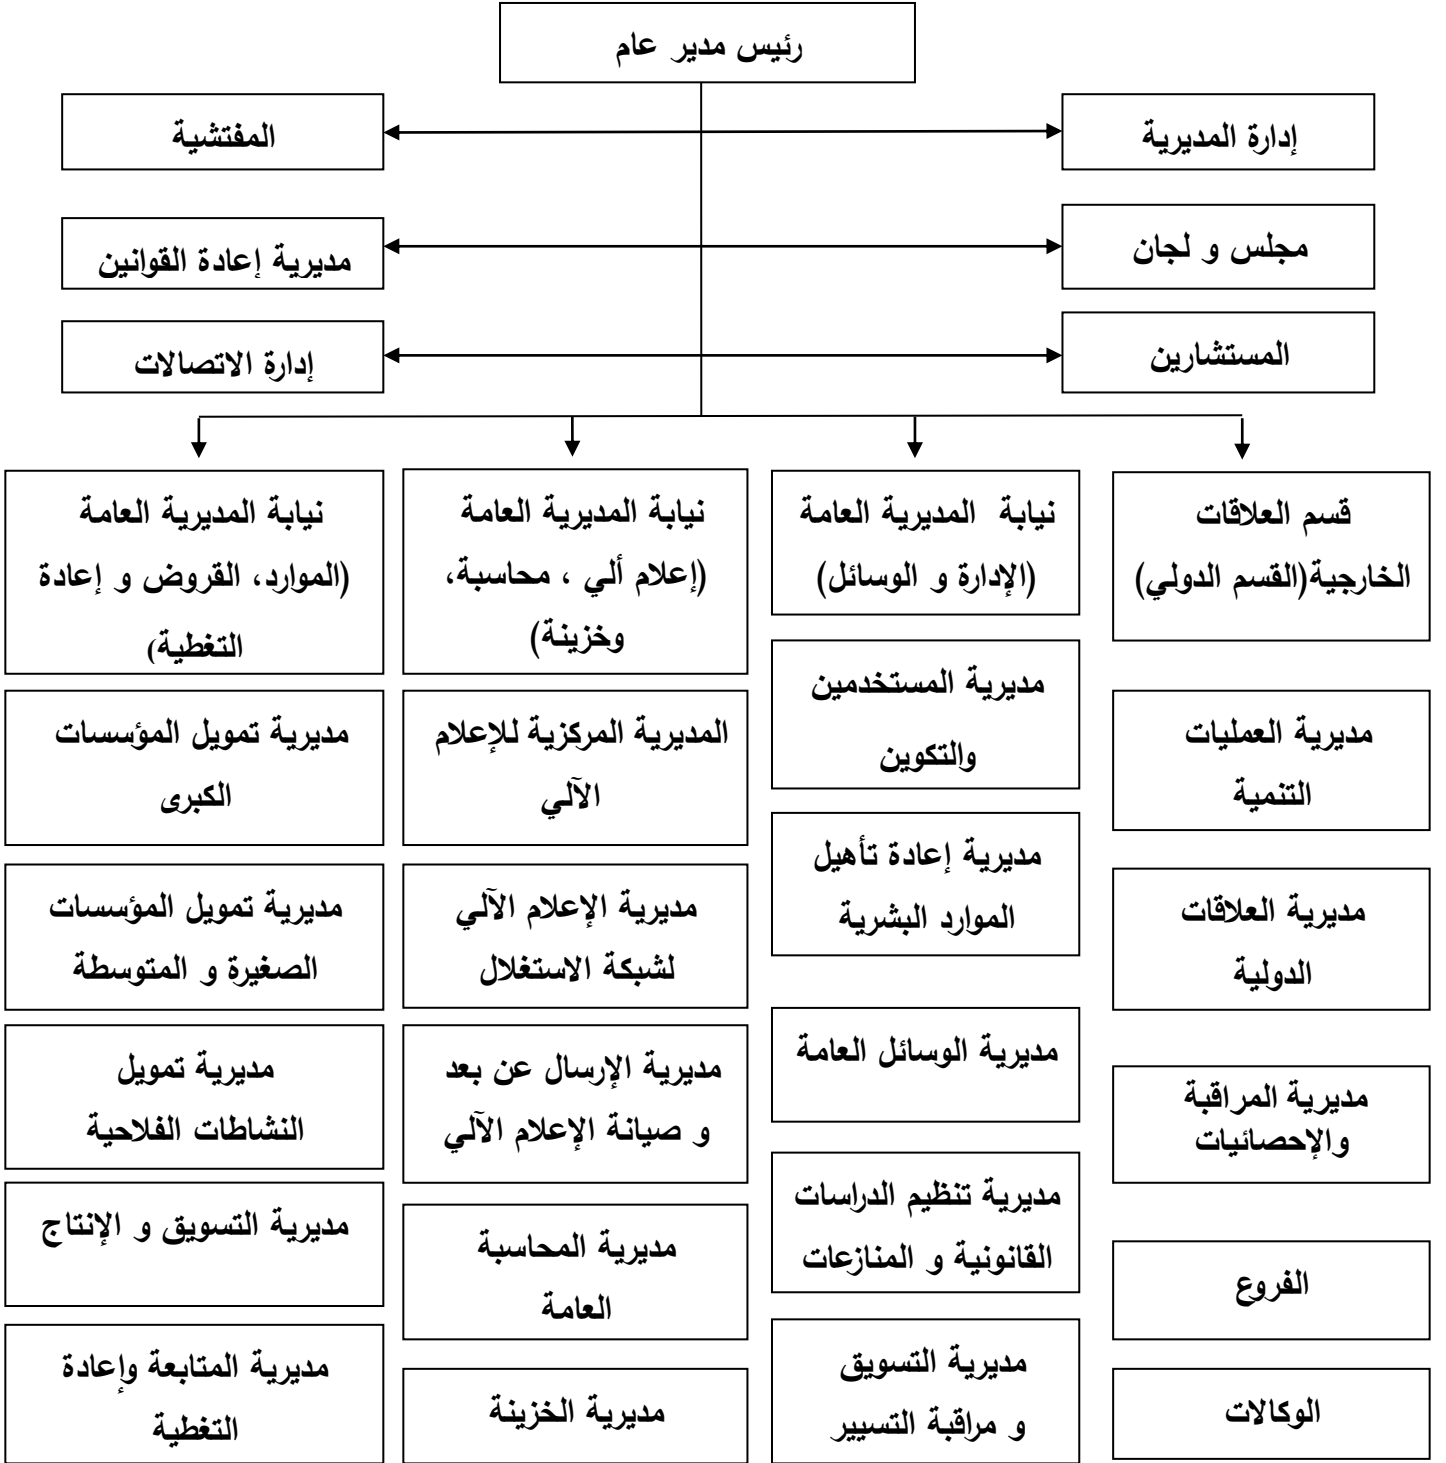 رئيس مدير عام
إدارة المديرية
المفتشية
مجلس و لجان
مديرية إعادة القوانين
المستشارين
إدارة الاتصالات
قسم العلاقات
الخارجية(القسم الدولي)
مديرية العمليات
التنمية
مديرية العلاقات
الدولية
مديرية المراقبة
والإحصائيات
الفروع
الوكالات
نيابة المديرية العامة
(الإدارة و الوسائل)
مديرية المستخدمين
والتكوين
مديرية إعادة تأهيل
الموارد البشرية
مديرية الوسائل العامة
مديرية تنظيم الدراسات
القانونية و المنازعات
مديرية التسويق
و مراقبة التسيير
نيابة المديرية العامة
(إعلام ألي ، محاسبة،
وخزينة)
المديرية المركزية للإعلام
الآلي
مديرية الإعلام الآلي
لشبكة الاستغلال
مديرية الإرسال عن بعد
و صيانة الإعلام الآلي
مديرية المحاسبة
العامة
مديرية الخزينة
نيابة المديرية العامة
(الموارد، القروض و إعادة
التغطية)
مديرية تمويل المؤسسات
الكبرى
مديرية تمويل المؤسسات
الصغيرة و المتوسطة
مديرية تمويل
النشاطات الفلاحية
مديرية التسويق و الإنتاج
مديرية المتابعة وإعادة
التغطية